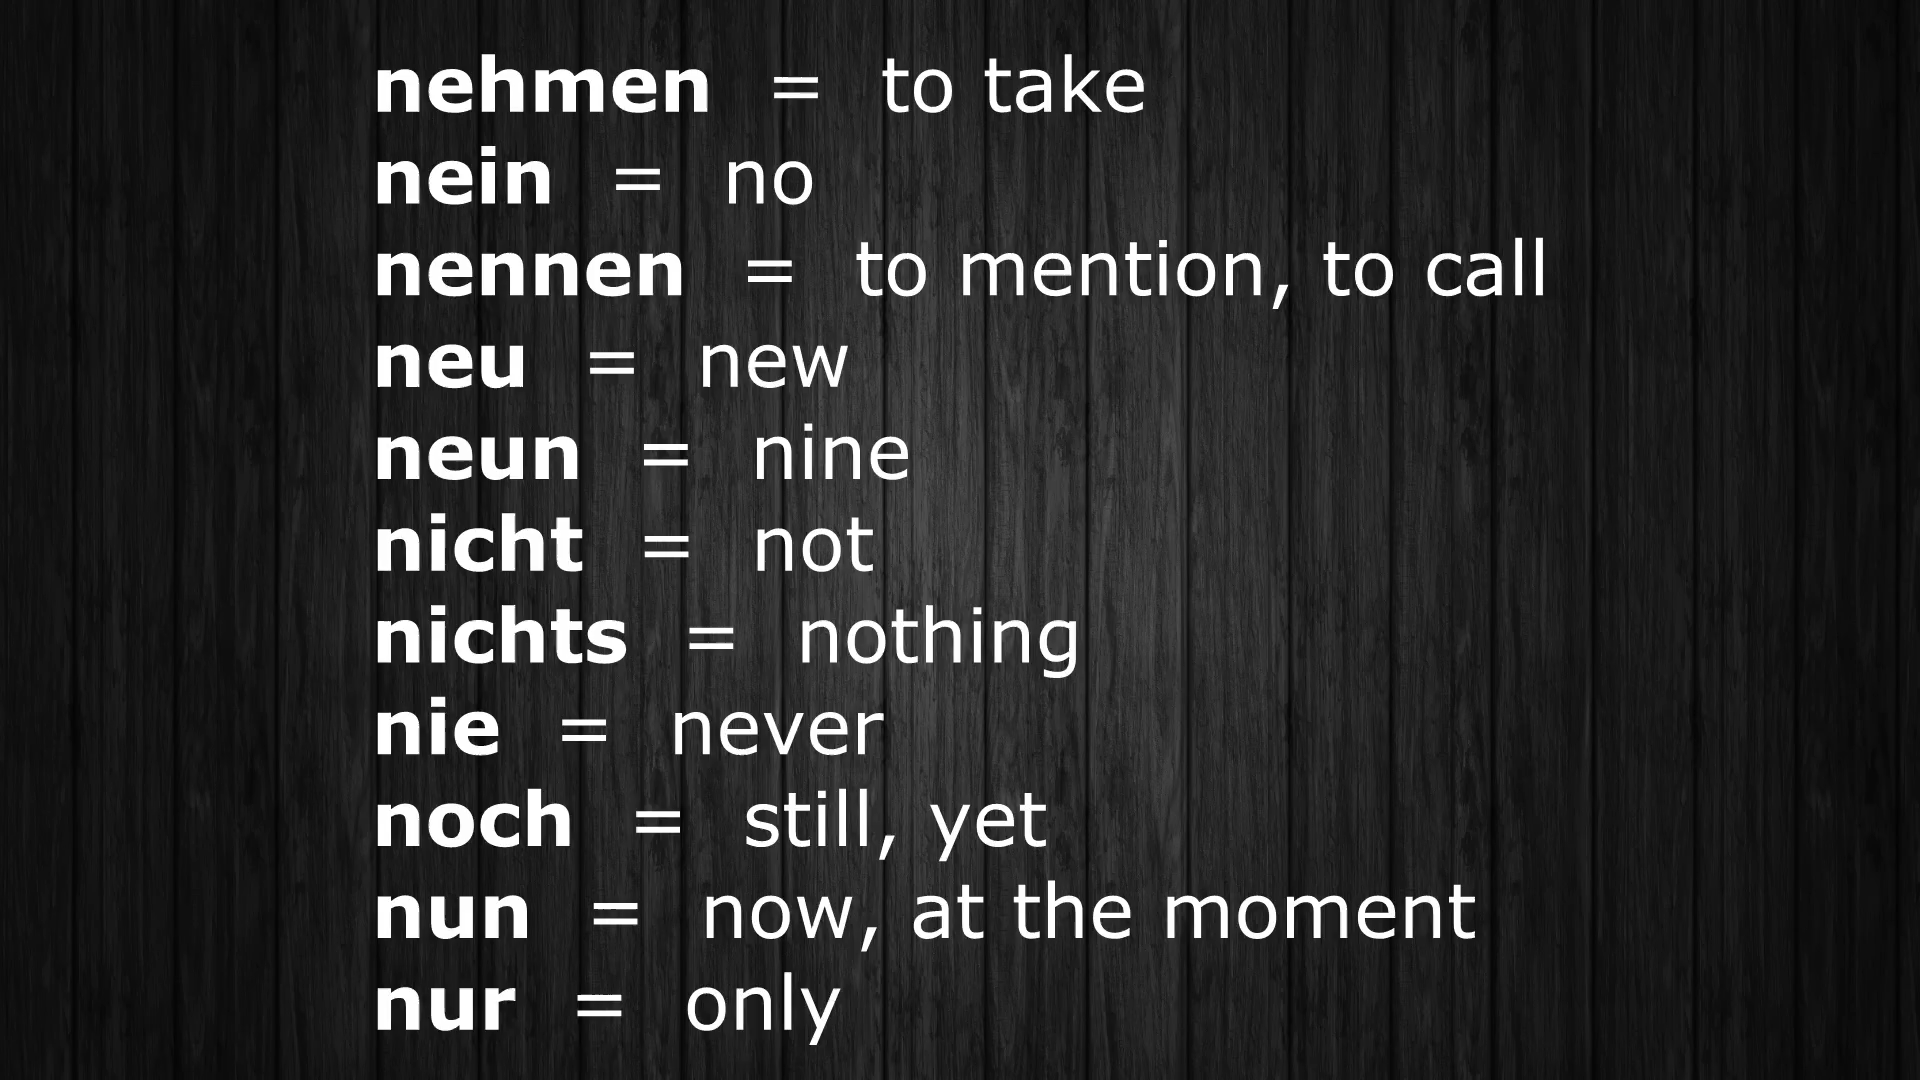 nehmen = to take
nein = no
nennen = to mention, to call
neu = new
neun = nine
nicht = not
nichts = nothing
nie = never
noch = still, yet
nun = now, at the moment
nur = only